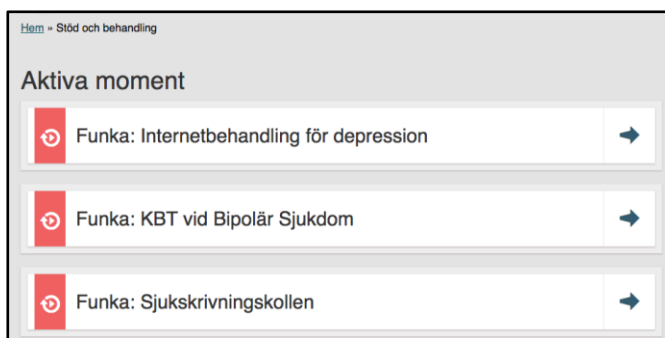 Hem » Stöd och behandling
Aktiva moment
Funka: Internetbehandling för depression
Funka: KBT vid Bipolär Sjukdom
Funka: Sjukskrivningskollen